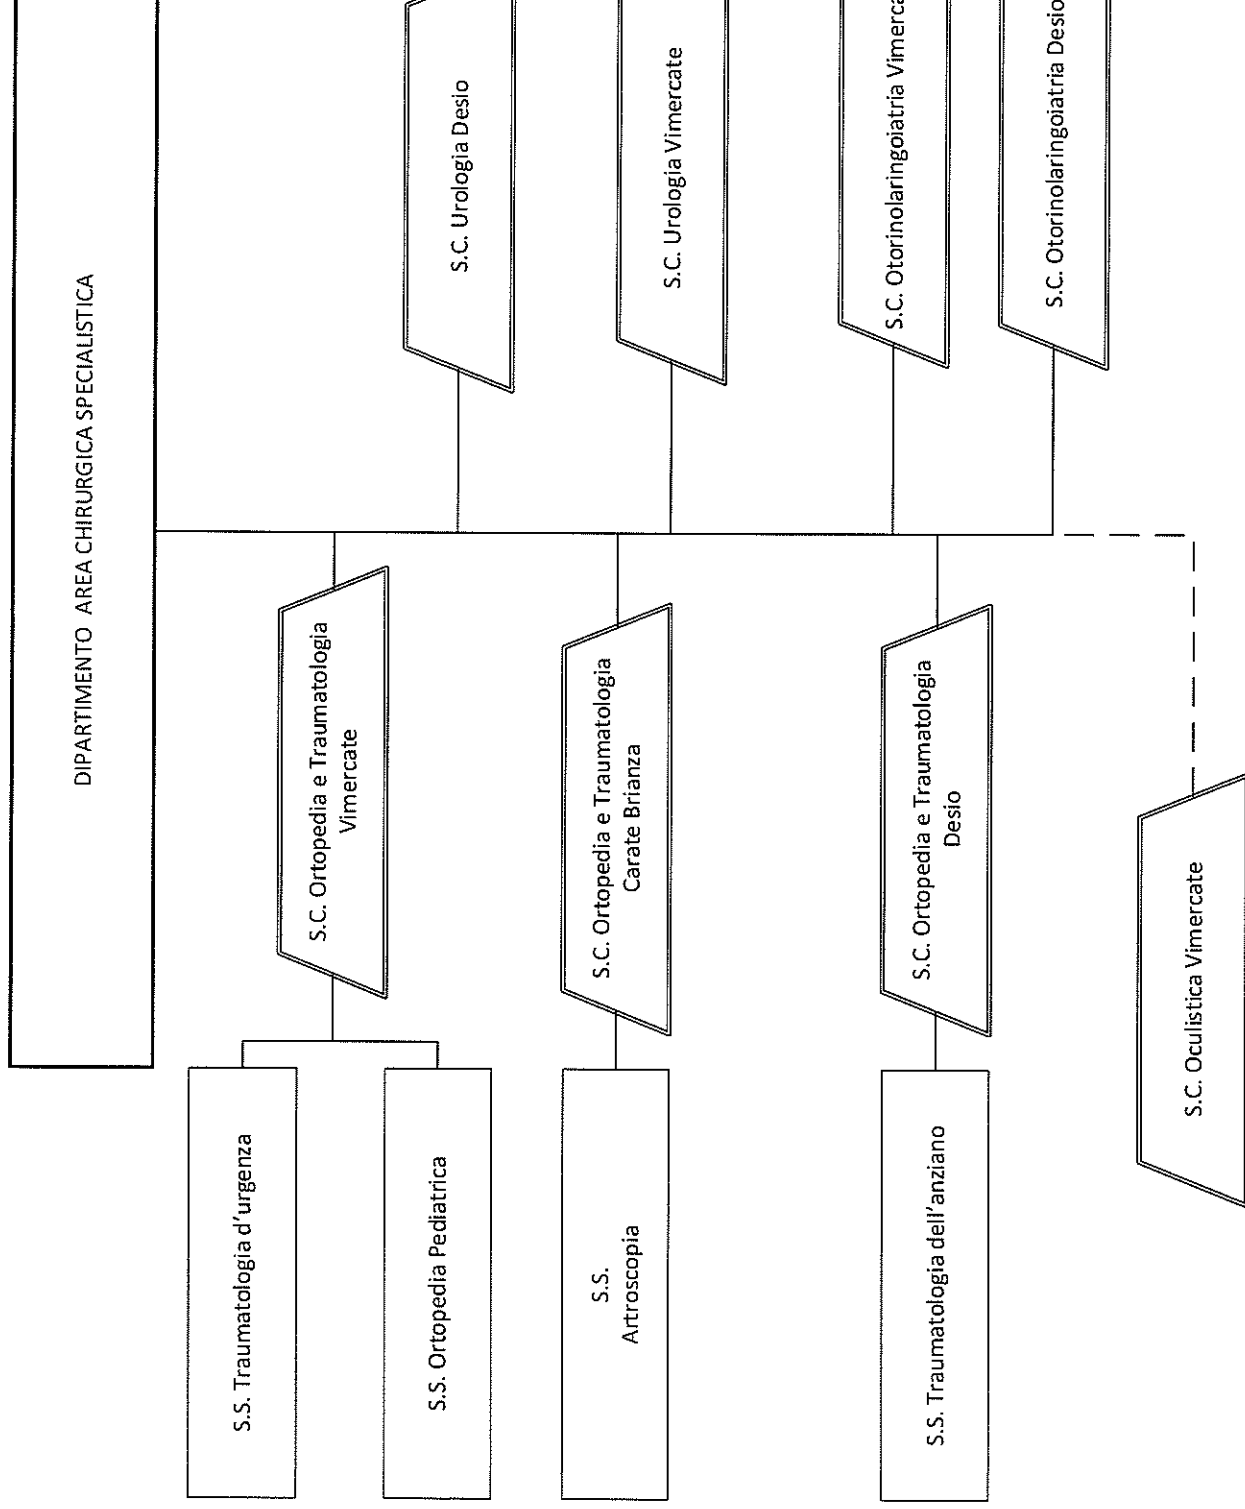 DIPARTIMENTO AREA CHIRURGICA SPECIALISTICA
S.S. Traumatologia d'urgenza
S.S. Ortopedia Pediatrica
S.C. Ortopedia e Traumatologia
Vimercate
S.C. Urologia Desio
S.S.
Artroscopia
S.C. Ortopedia e Traumatologia
Carate Brianza
S.C. Urologia Vimercate
S.S. Traumatologia dell'anziano
S.C. Ortopedia e Traumatologia
Desio
S.C. Otorinolaringoiatria
S.C. Otorinolaringoiatria Desio
S.C. Oculistica Vimercate